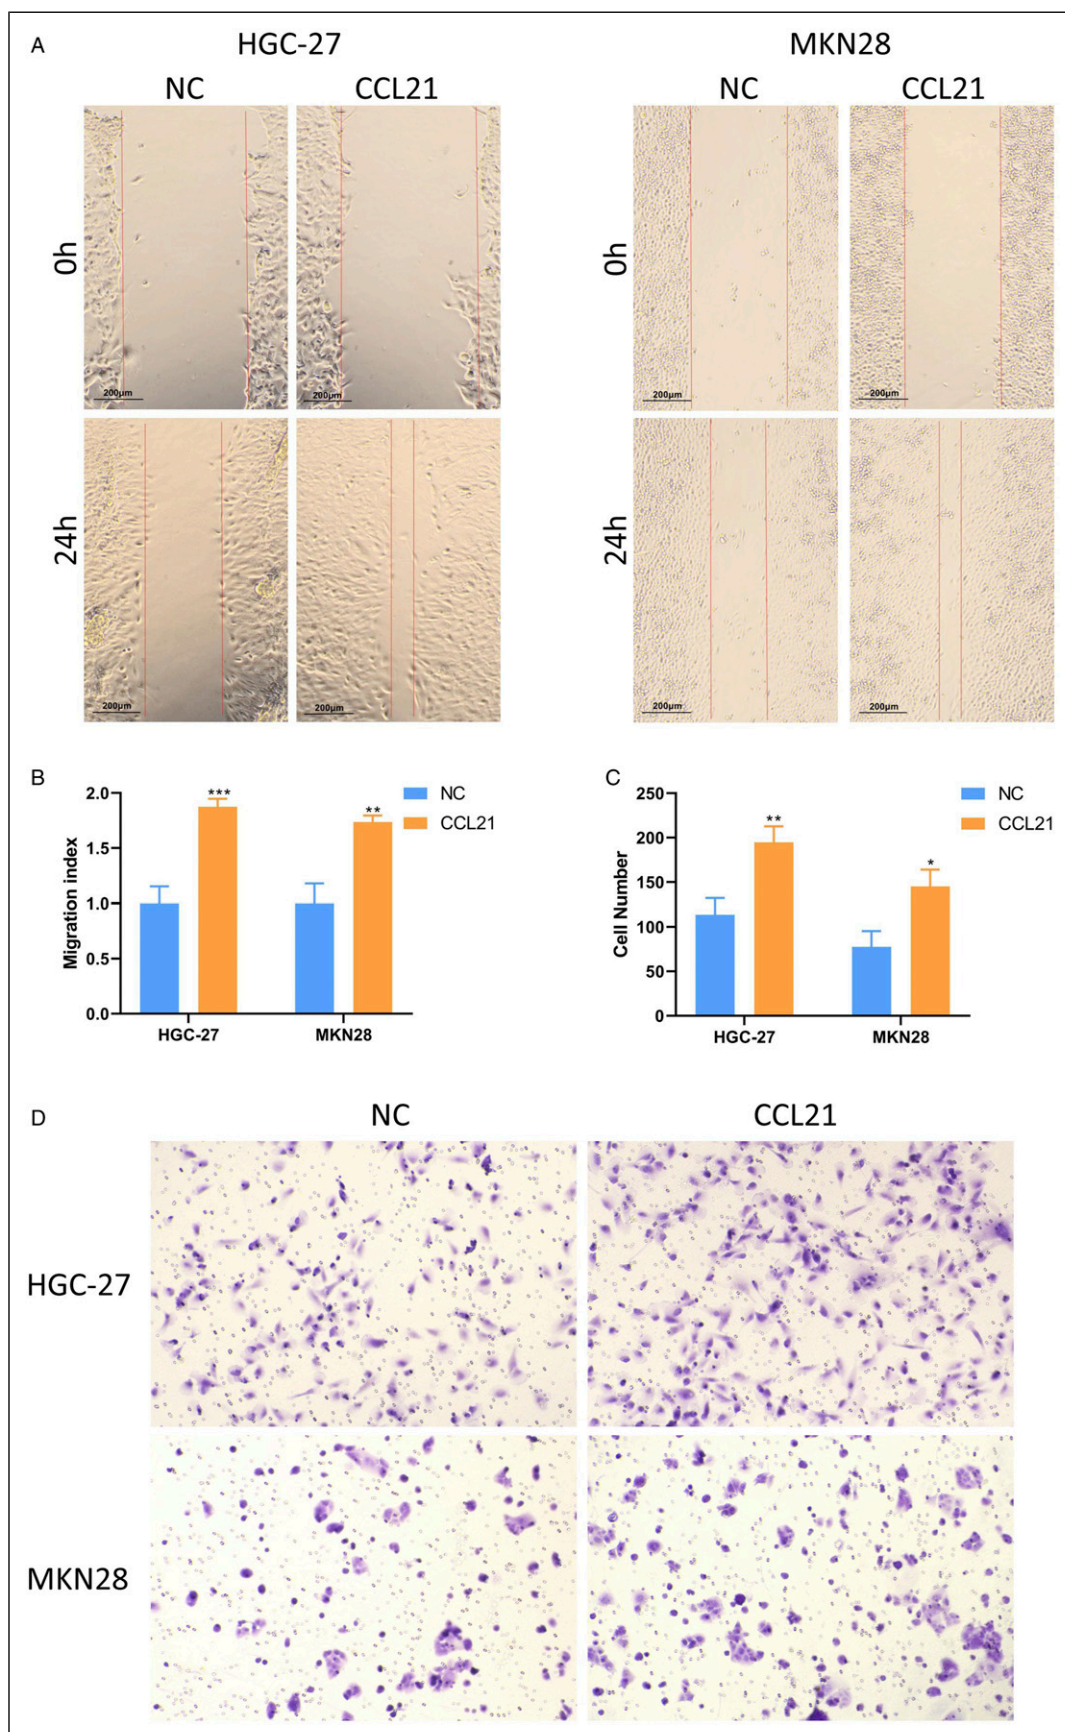 A
HGC-27
MKN28
NC
CCL21
NC
CCL21
0h
200μm
200μm
0h
200μm
200μm
24h
200μm
200μm
24h
200μm
200μm
B
Migration index
2.0
1.5
1.0
0.5
0.0
***
**
HGC-27
MKN28
NC
CCL21
C
Cell Number
250
200
150
100
50
0
**
*
HGC-27
MKN28
NC
CCL21
D
NC
CCL21
HGC-27
MKN28